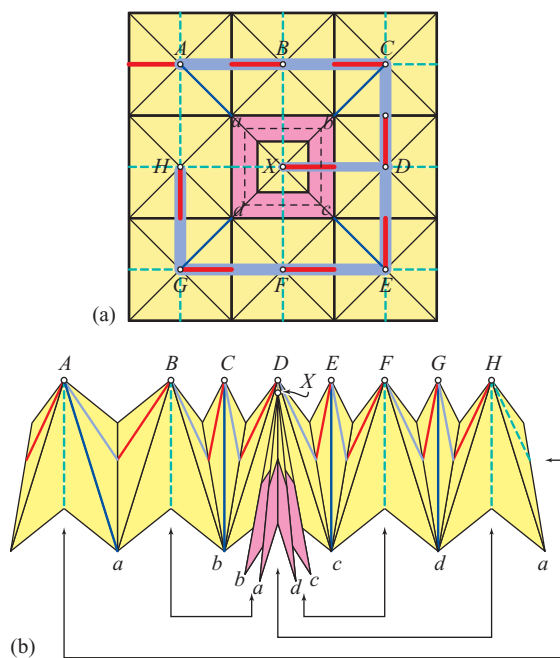 A B C
a b
H X D
d c
G F E
(a)
A B C D E F G H
X
a b c d a
b a d c
(b)